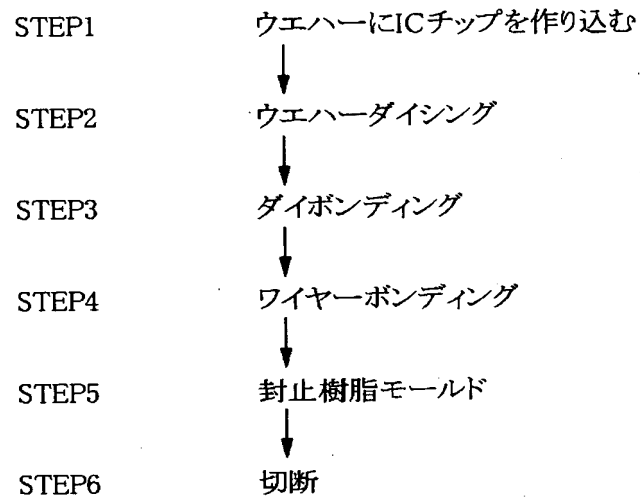 STEP1 ウエハーにICチップを作り込む
STEP2 ウエハーダイシング
STEP3 ダイボンディング
STEP4 ワイヤーボンディング
STEP5 封止樹脂モールド
STEP6 切断